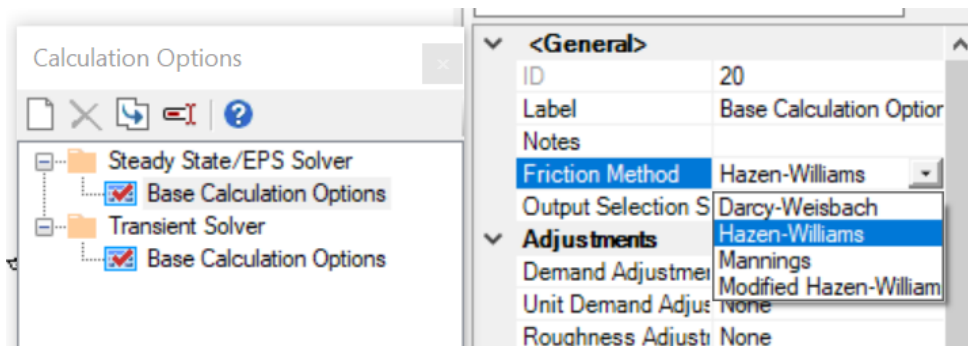 Calculation Options
Steady State/EPS Solver
Base Calculation Options
Transient Solver
Base Calculation Options
<General>
ID 20
Label Base Calculation Option
Notes
Friction Method Hazen-Williams
Output Selection S
Darcy-Weisbach
Hazen-Williams
Mannings
Modified Hazen-William
Adjustments
Demand Adjustmer
Unit Demand Adjus None
Roughness Adjustr None